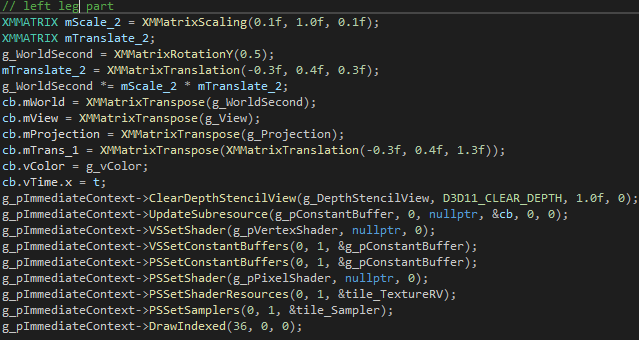 // left leg part
XMMATRIX mScale_2 = XMMatrixScaling(0.1f, 1.0f, 0.1f);
XMMATRIX mTranslate_2;
g_WorldSecond = XMMatrixRotationY(0.5);
mTranslate_2 = XMMatrixTranslation(-0.3f, 0.4f, 0.3f);
g_WorldSecond *= mScale_2 * mTranslate_2;
cb.mWorld = XMMatrixTranspose(g_WorldSecond);
cb.mView = XMMatrixTranspose(g_View);
cb.mProjection = XMMatrixTranspose(g_Projection);
cb.mTrans_1 = XMMatrixTranspose(XMMatrixTranslation(-0.3f, 0.4f, 1.3f));
cb.vColor = g_vColor;
cb.vTime.x = t;
g_pImmediateContext->ClearDepthStencilView(g_DepthStencilView, D3D11_CLEAR_DEPTH, 1.0f, 0);
g_pImmediateContext->UpdateSubresource(g_pConstantBuffer, 0, nullptr, &cb, 0, 0);
g_pImmediateContext->VSSetShader(g_pVertexShader, nullptr, 0);
g_pImmediateContext->VSSetConstantBuffers(0, 1, &g_pConstantBuffer);
g_pImmediateContext->PSSetConstantBuffers(0, 1, &g_pConstantBuffer);
g_pImmediateContext->PSSetShader(g_pPixelShader, nullptr, 0);
g_pImmediateContext->PSSetShaderResources(0, 1, &tile_TextureRV);
g_pImmediateContext->PSSetSamplers(0, 1, &tile_Sampler);
g_pImmediateContext->DrawIndexed(36, 0, 0);